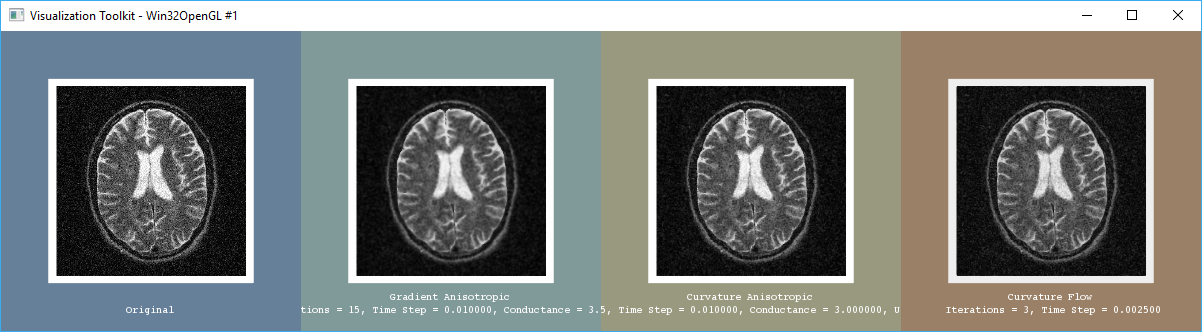 Visualization Toolkit - Win32OpenGL #1
Original
Gradient Anisotropic
tions = 15, Time Step = 0.010000, Conductance = 3.5,
Curvature Anisotropic
Time Step = 0.010000, Conductance = 3.000000, U
Curvature Flow
Iterations = 3, Time Step = 0.002500